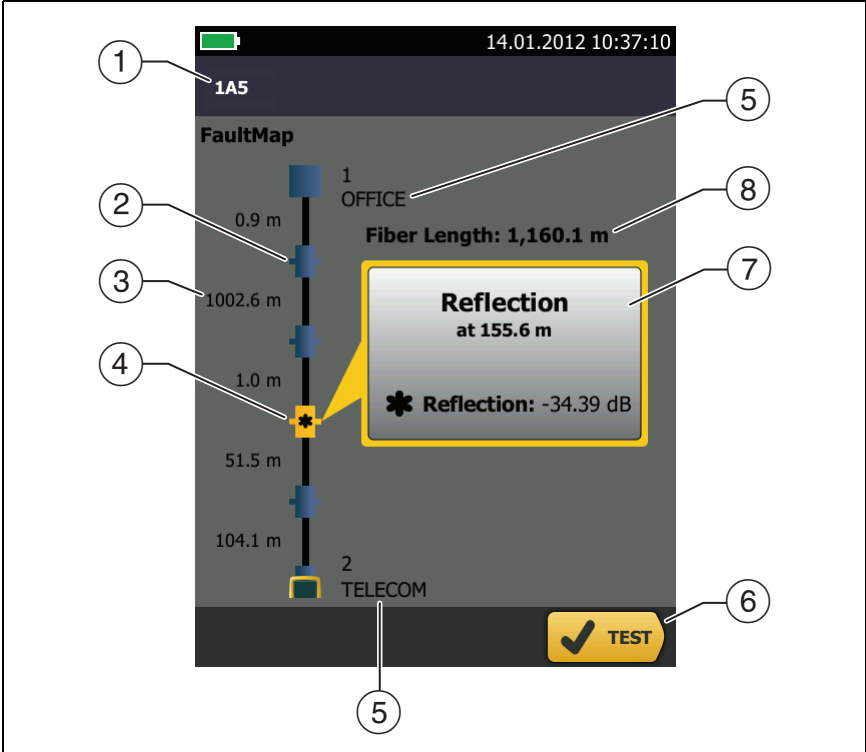 14.01.2012 10:37:10
1
1A5
5
FaultMap
1
OFFICE
8
2
0.9 m
Fiber Length: 1,160.1 m
7
3
1002.6 m
Reflection
at 155.6 m
4
1.0 m
✱ Reflection: -34.39 dB
✱
51.5 m
104.1 m
2
TELECOM
6
TEST
5